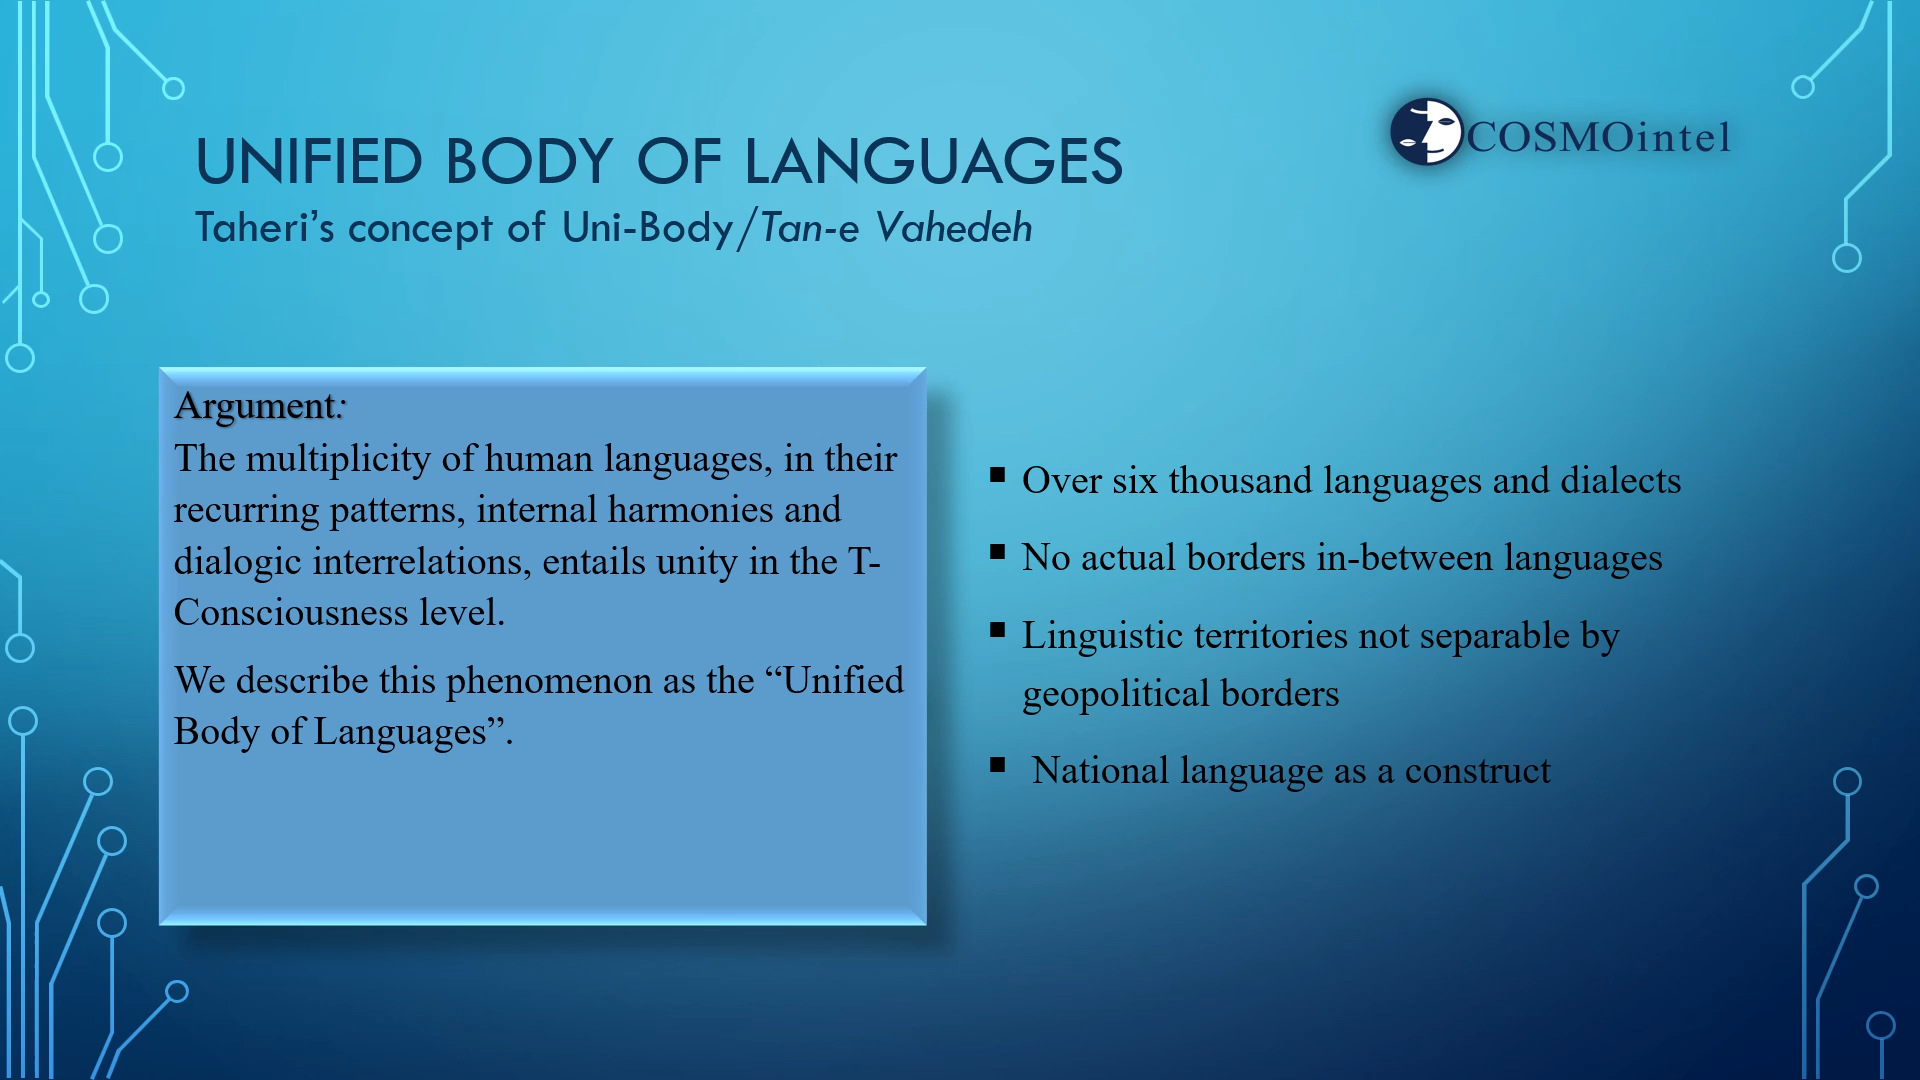 UNIFIED BODY OF LANGUAGES
Taheri’s concept of Uni-Body/Tan-e Vahedeh
COSMOintel
Argument:
The multiplicity of human languages, in their
recurring patterns, internal harmonies and
dialogic interrelations, entails unity in the T-
Consciousness level.
We describe this phenomenon as the “Unified
Body of Languages”.
▪ Over six thousand languages and dialects
▪ No actual borders in-between languages
▪ Linguistic territories not separable by
geopolitical borders
▪ National language as a construct